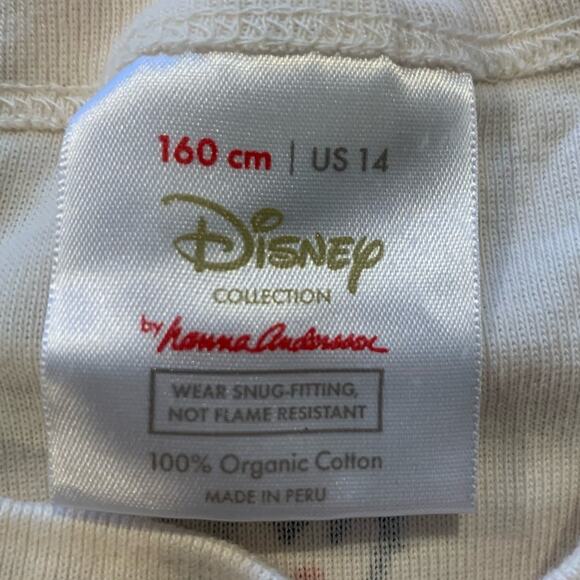 160 cm | US 14
Disney
COLLECTION
by hanna Andersson
WEAR SNUG-FITTING,
NOT FLAME RESISTANT
100% Organic Cotton
MADE IN PERU